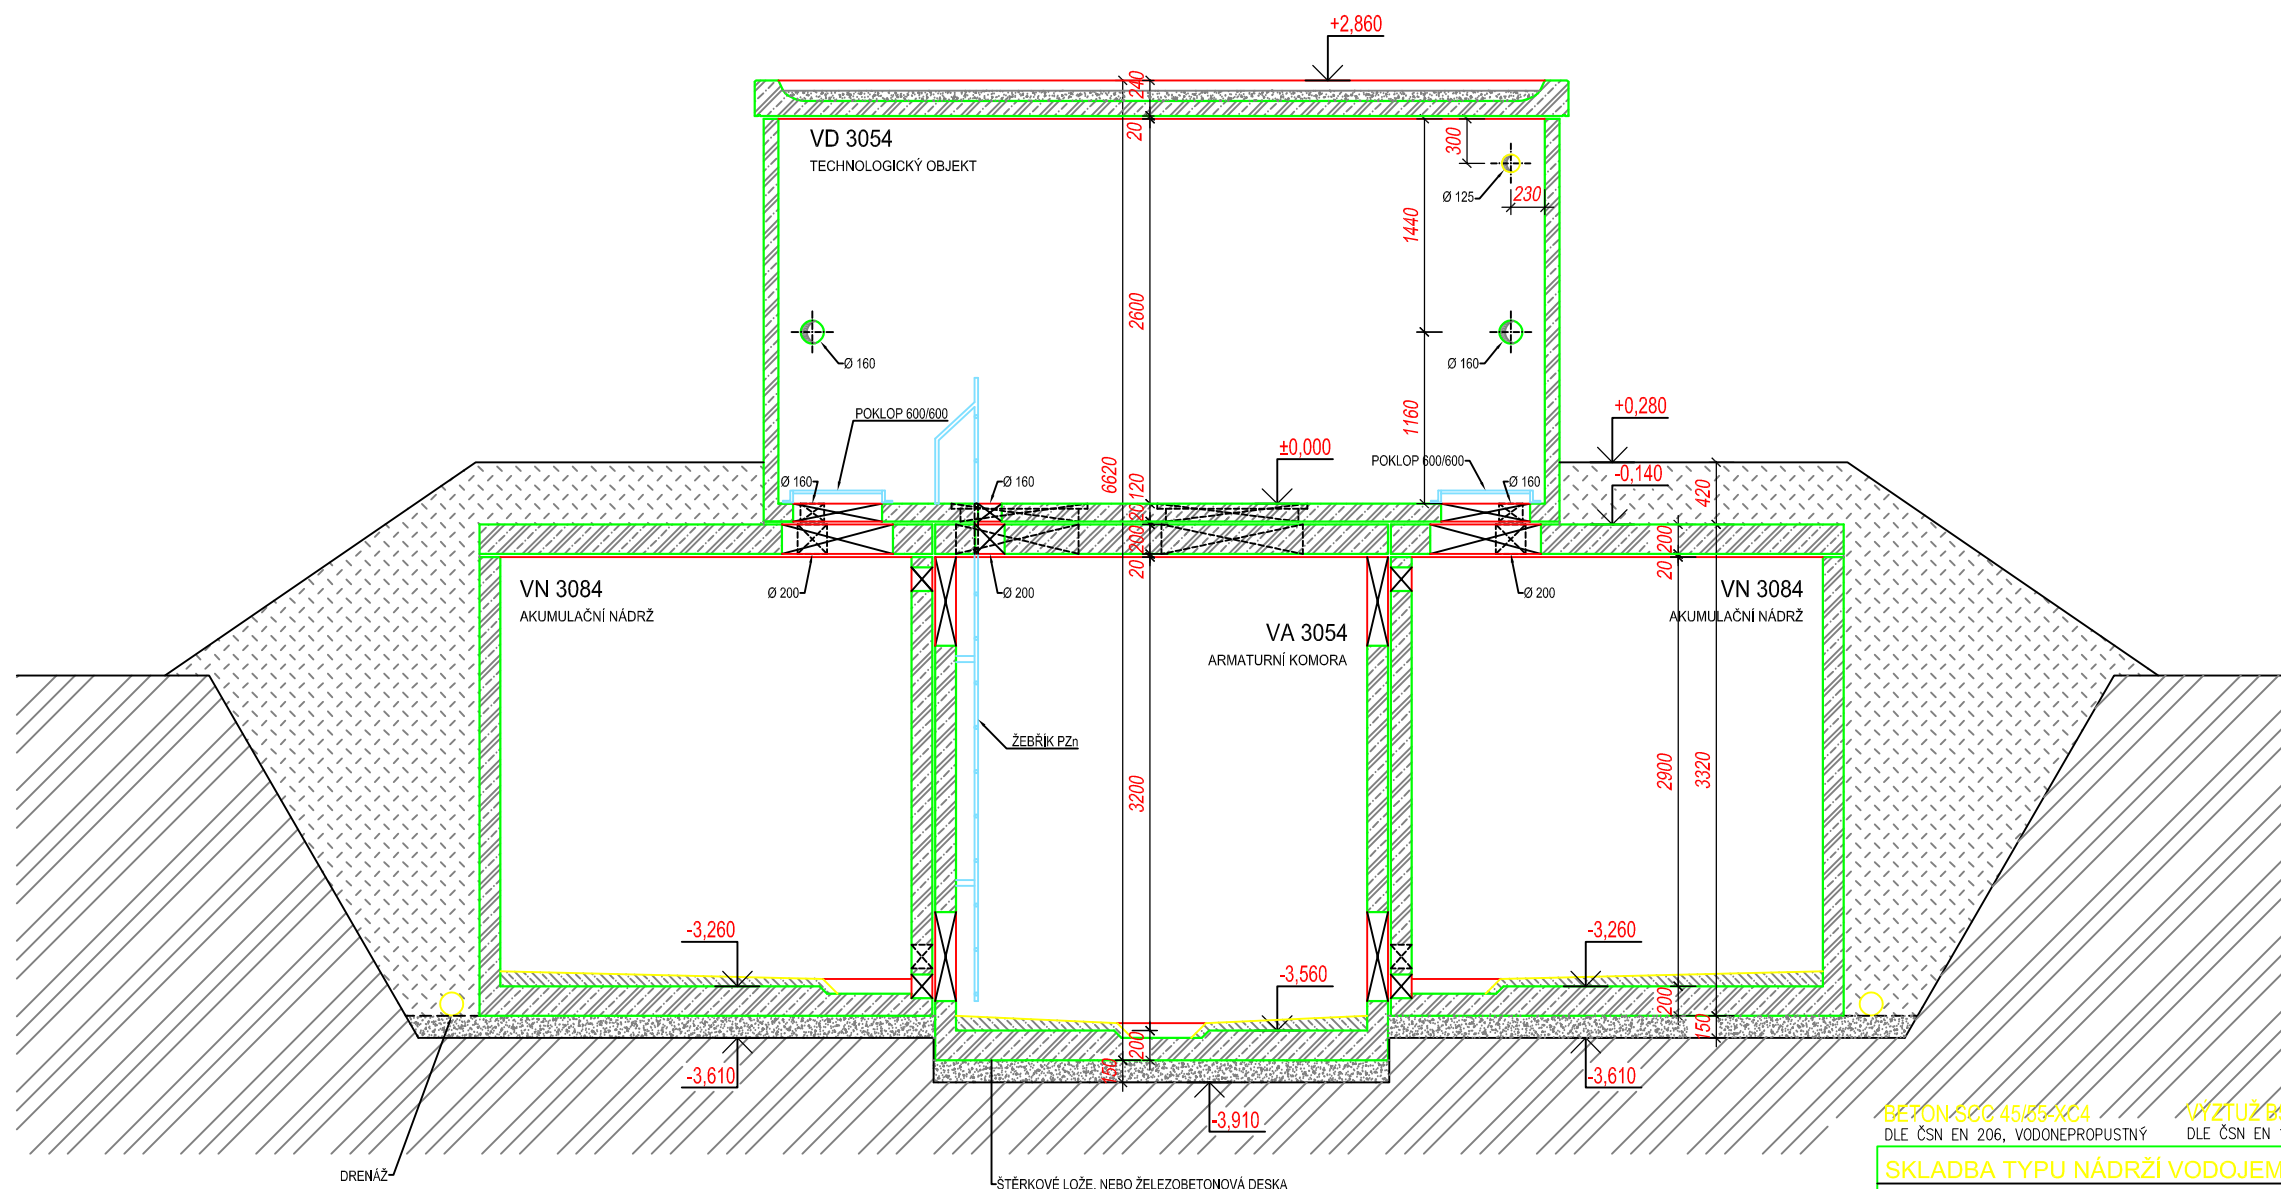 +2,860
240
20
VD 3054
TECHNOLOGICKÝ OBJEKT
300
Ø 125
230
1440
2600
Ø 160
Ø 160
1160
POKLOP 600/600
+0,280
±0,000
POKLOP 600/600
-0,140
6620
Ø 160
Ø 160
Ø 160
120
20
420
200
200
20
20
VN 3084
AKUMULAČNÍ NÁDRŽ
Ø 200
Ø 200
Ø 200
VN 3084
AKUMULAČNÍ NÁDRŽ
VA 3054
ARMATURNÍ KOMORA
ŽEBŘÍK PZn
3200
2900
3320
-3,260
-3,260
-3,560
200
150
200
150
-3,610
-3,610
-3,910
BETON SCC 45/55-XC4
VÝZTUŽ
DLE ČSN EN 206, VODONEPROPUSTNÝ
DLE ČSN EN
SKLADBA TYPU NÁDRŽÍ VODOJEM
DRENÁŽ
ŠTĚRKOVÉ LOŽE, NEBO ŽELEZOBETONOVÁ DESKA